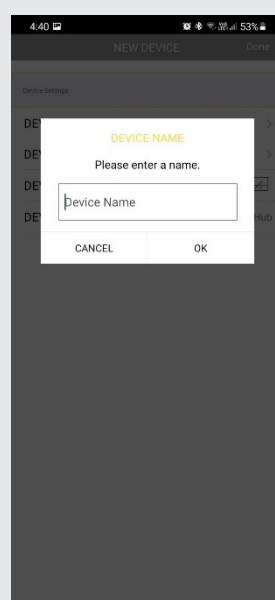 4:40 53%
NEW DEVICE Done
Device Settings
DEVICE NAME
Please enter a name.
Device Name
CANCEL OK
DE
DE
DE
DE Hub